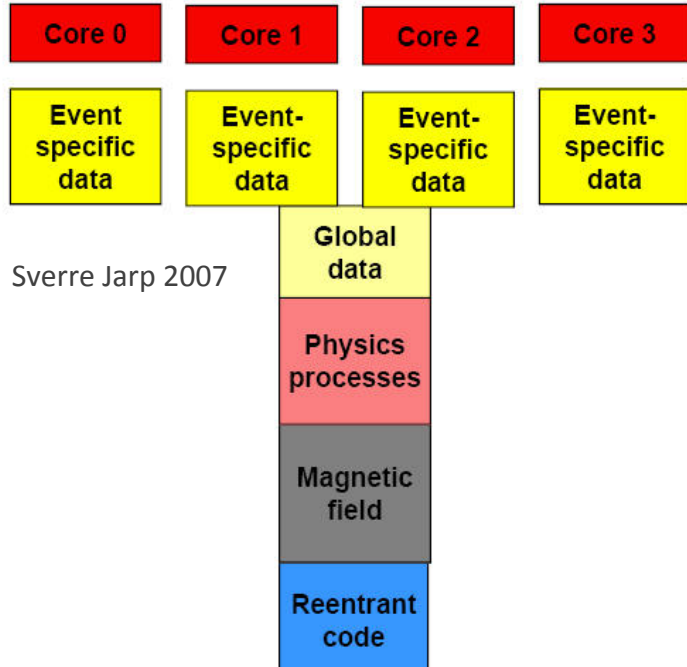 Core 0
Core 1
Core 2
Core 3
Event
specific
data
Event-
specific
data
Event-
specific
data
Event-
specific
data
Global
data
Sverre Jarp 2007
Physics
processes
Magnetic
field
Reentrant
code